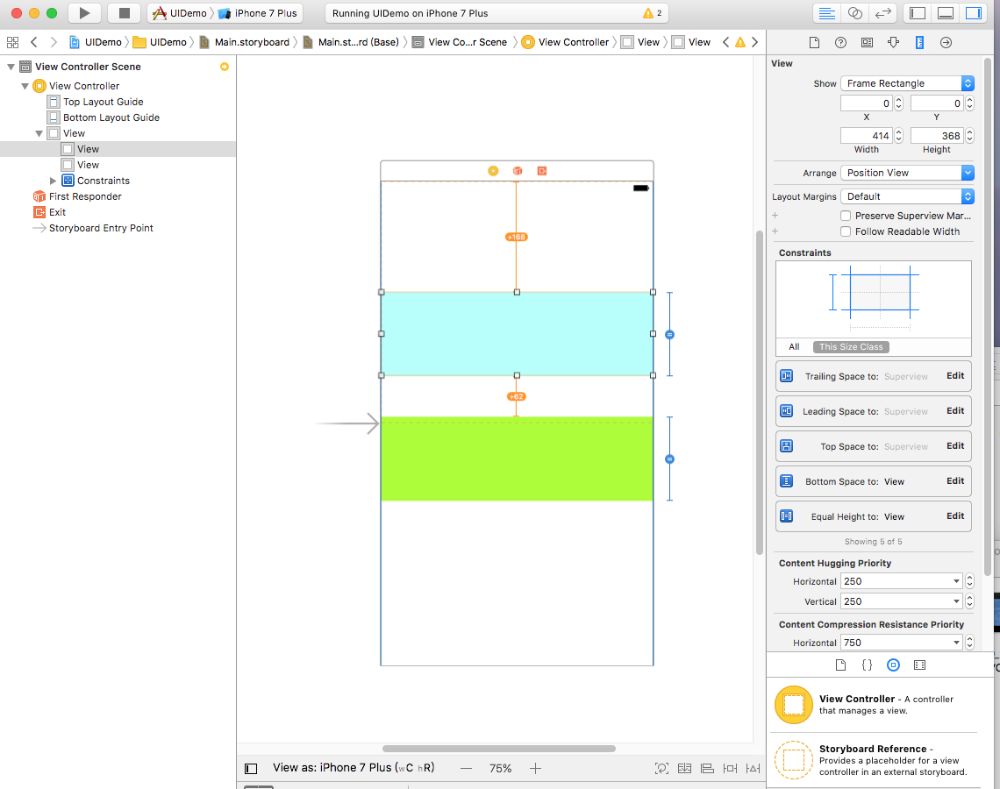 UIDemo
iPhone 7 Plus
Running UIDemo on iPhone 7 Plus
2
UIDemo
UIDemo
Main.storyboard
Main.st...rd (Base)
View Co...r Scene
View Controller
View
View
View Controller Scene
View Controller
Top Layout Guide
Bottom Layout Guide
View
View
View
Constraints
First Responder
Exit
Storyboard Entry Point
+168
=
+62
=
View as: iPhone 7 Plus (wC hR)
75%
View
Show
Frame Rectangle
0
0
X
Y
414
368
Width
Height
Arrange
Position View
Layout Margins
Default
Preserve Superview Mar...
Follow Readable Width
Constraints
All
This Size Class
Trailing Space to: Superview
Edit
Leading Space to: Superview
Edit
Top Space to: Superview
Edit
Bottom Space to: View
Edit
Equal Height to: View
Edit
Showing 5 of 5
Content Hugging Priority
Horizontal
250
Vertical
250
Content Compression Resistance Priority
Horizontal
750
View Controller - A controller
that manages a view.
Storyboard Reference -
Provides a placeholder for a view
controller in an external storyboard.